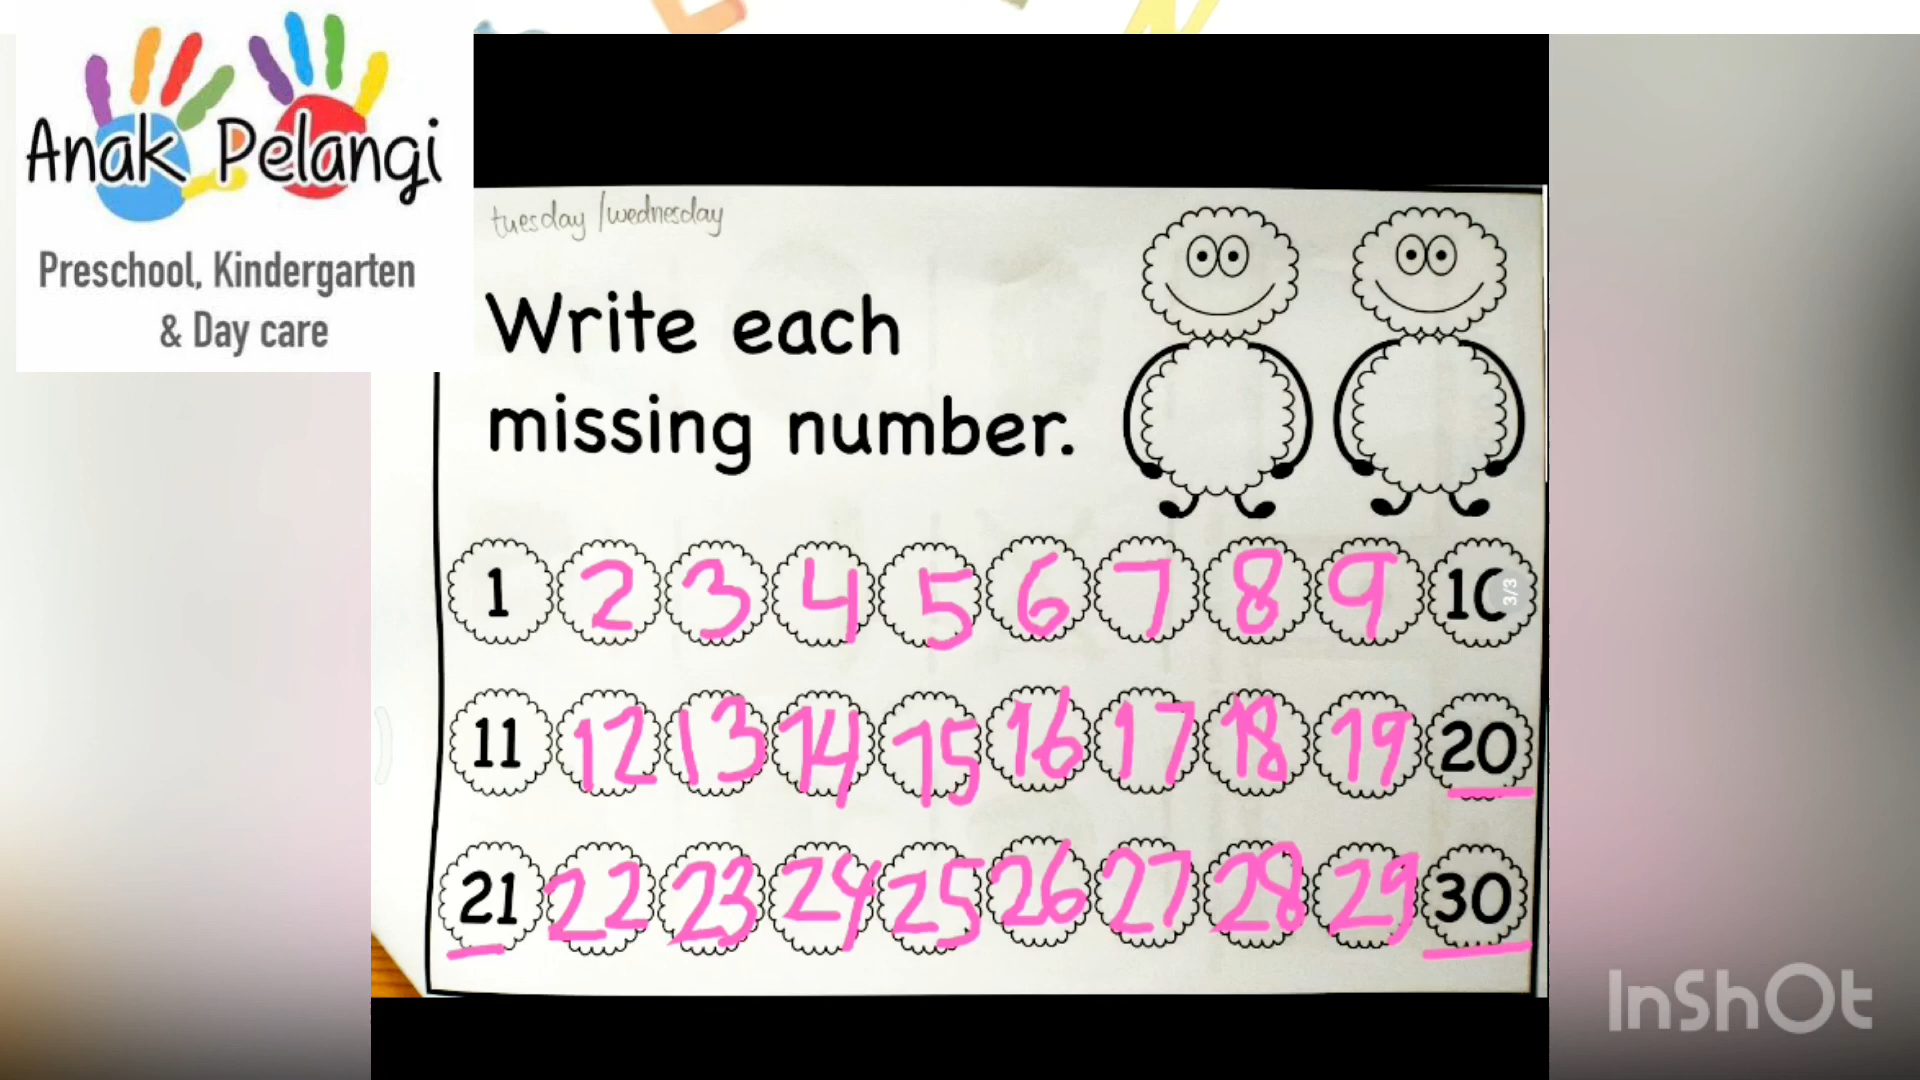 Anak Pelangi
Preschool, Kindergarten
& Day care
tuesday / wednesday
Write each
missing number.
1 2 3 4 5 6 7 8 9 10
3/3
11 12 13 14 15 16 17 18 19 20
21 22 23 24 25 26 27 28 29 30
InShOt